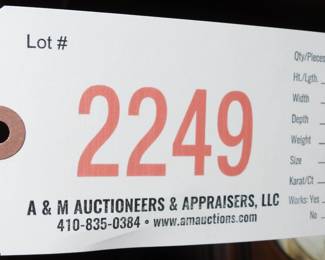 Lot #
2249
A & M AUCTIONEERS & APPRAISERS, LLC
410-835-0384 • www.amauctions.com
Qty/Pieces
Ht./Lgth.
Width
Depth
Weight
Size
Karat/Ct
Works: Yes
No